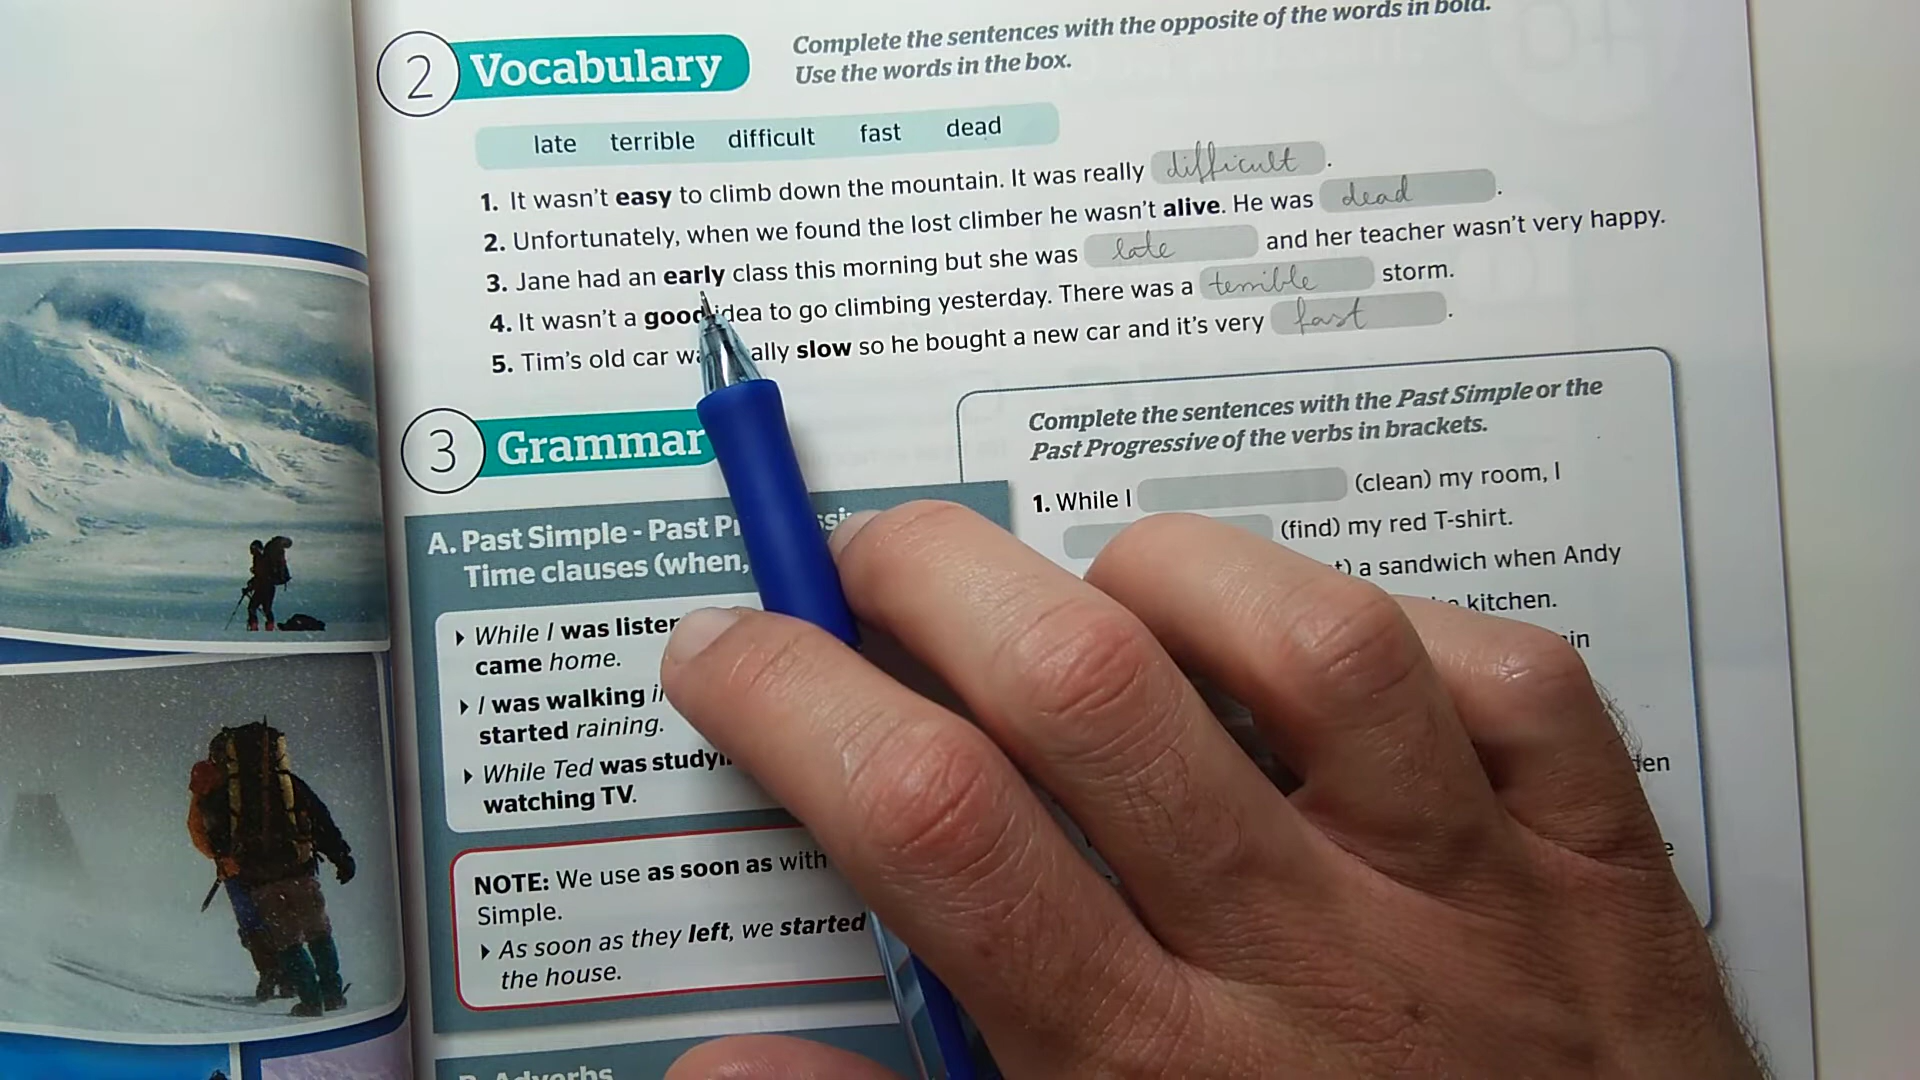 2 Vocabulary
Complete the sentences with the opposite of the words in bold.
Use the words in the box.
late terrible difficult fast dead
1. It wasn't easy to climb down the mountain. It was really difficult .
2. Unfortunately, when we found the lost climber he wasn't alive. He was dead .
3. Jane had an early class this morning but she was late and her teacher wasn't very happy.
4. It wasn't a good idea to go climbing yesterday. There was a terrible storm.
5. Tim's old car ally slow so he bought a new car and it's very fast .
3 Grammar
A. Past Simple - Past
Time clauses (when,
While I was
came home.
I was walking
started raining.
While Ted was
watching TV.
NOTE: We use as soon as with
Simple.
As soon as they left, we started
the house.
B. Adverbs
Complete the sentences with the Past Simple or the
Past Progressive of the verbs in brackets.
1. While I (clean) my room, I
(find) my red T-shirt.
a sandwich when Andy
kitchen.